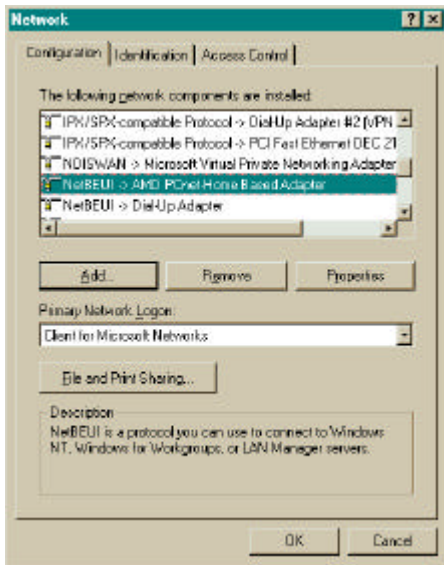 Network
Configuration Identification Access Control
The following network components are installed:
IPX/SPX-compatible Protocol -> Dial-Up Adapter #2 (VPN
IPX/SPX-compatible Protocol -> PCI Fast Ethernet DEC 21
NDISWAN -> Microsoft Virtual Private Networking Adapter
NetBEUI -> AMD PCnet-Home Based Adapter
NetBEUI -> Dial-Up Adapter
Add... Remove Properties
Primary Network Logon:
Client for Microsoft Networks
File and Print Sharing...
Description
NetBEUI is a protocol you can use to connect to Windows
NT, Windows for Workgroups, or LAN Manager servers.
OK Cancel